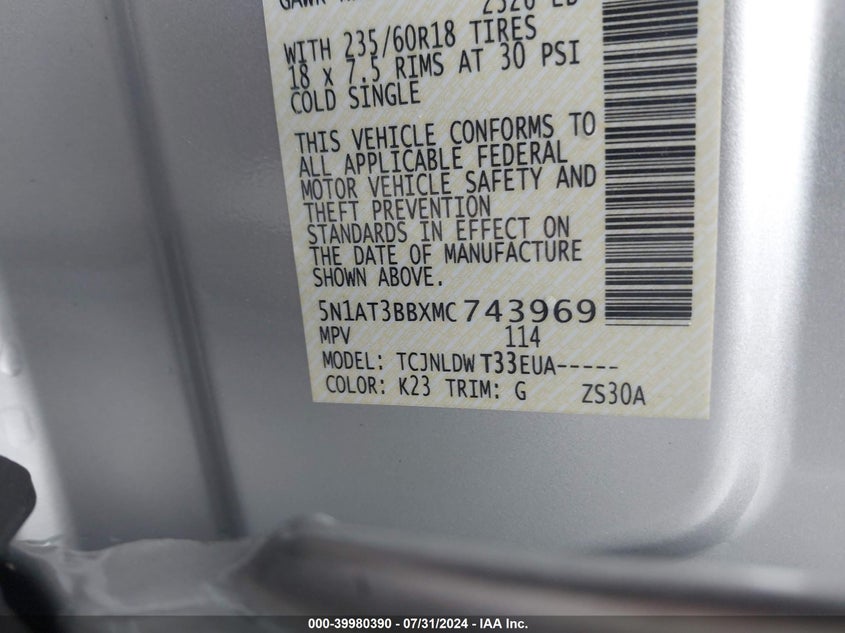 2526 LB
WITH 235/60R18 TIRES
18 x 7.5 RIMS AT 30 PSI
COLD SINGLE
THIS VEHICLE CONFORMS TO
ALL APPLICABLE FEDERAL
MOTOR VEHICLE SAFETY AND
THEFT PREVENTION
STANDARDS IN EFFECT ON
THE DATE OF MANUFACTURE
SHOWN ABOVE.
5N1AT3BBXMC743969
MPV 114
MODEL: TCJNLDWT33EUA-----
COLOR: K23 TRIM: G ZS30A
000-39980390 / 07/31/2024 - IAA Inc.